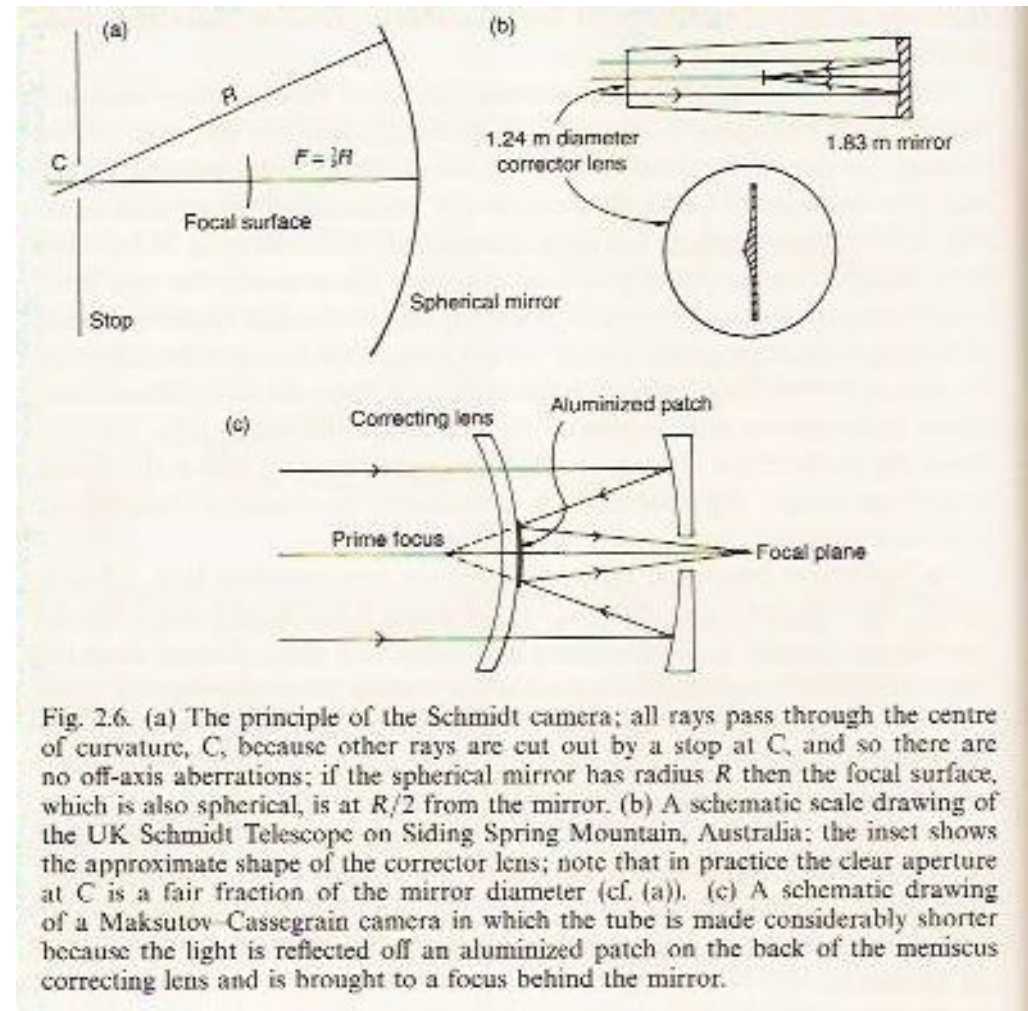 (a)
R
C
F = ½R
Focal surface
Spherical mirror
Stop
(b)
1.24 m diameter
corrector lens
1.83 m mirror
(c)
Correcting lens
Aluminized patch
Prime focus
Focal plane
Fig. 2.6. (a) The principle of the Schmidt camera; all rays pass through the centre
of curvature, C, because other rays are cut out by a stop at C, and so there are
no off-axis aberrations; if the spherical mirror has radius R then the focal surface,
which is also spherical, is at R/2 from the mirror. (b) A schematic scale drawing of
the UK Schmidt Telescope on Siding Spring Mountain, Australia; the inset shows
the approximate shape of the corrector lens; note that in practice the clear aperture
at C is a fair fraction of the mirror diameter (cf. (a)). (c) A schematic drawing
of a Maksutov–Cassegrain camera in which the tube is made considerably shorter
because the light is reflected off an aluminized patch on the back of the meniscus
correcting lens and is brought to a focus behind the mirror.